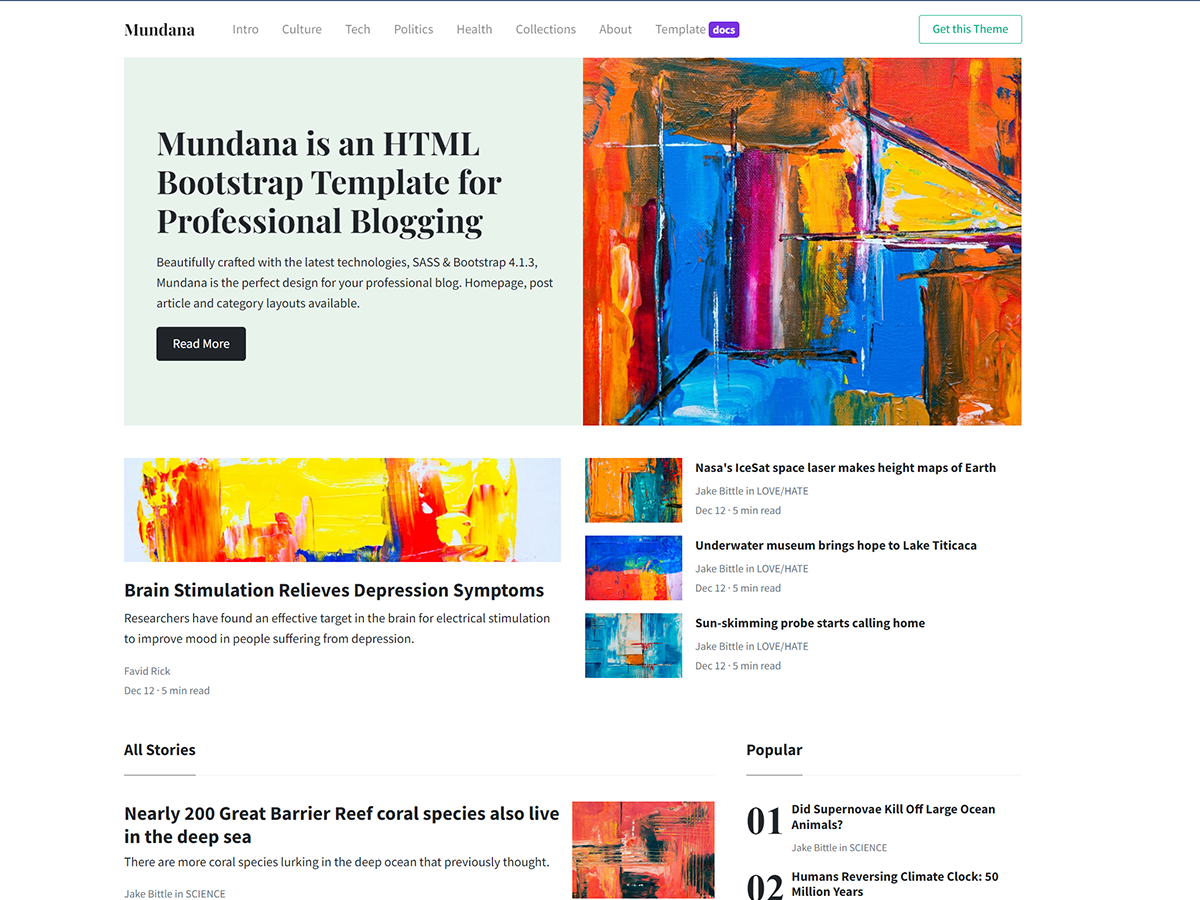 Mundana
Intro
Culture
Tech
Politics
Health
Collections
About
Template docs
Get this Theme
Mundana is an HTML
Bootstrap Template for
Professional Blogging
Beautifully crafted with the latest technologies, SASS & Bootstrap 4.1.3,
Mundana is the perfect design for your professional blog. Homepage, post
article and category layouts available.
Read More
Brain Stimulation Relieves Depression Symptoms
Researchers have found an effective target in the brain for electrical stimulation
to improve mood in people suffering from depression.
Favid Rick
Dec 12 · 5 min read
Nasa's IceSat space laser makes height maps of Earth
Jake Bittle in LOVE/HATE
Dec 12 · 5 min read
Underwater museum brings hope to Lake Titicaca
Jake Bittle in LOVE/HATE
Dec 12 · 5 min read
Sun-skimming probe starts calling home
Jake Bittle in LOVE/HATE
Dec 12 · 5 min read
All Stories
Nearly 200 Great Barrier Reef coral species also live
in the deep sea
There are more coral species lurking in the deep ocean that previously thought.
Jake Bittle in SCIENCE
Popular
01
Did Supernovae Kill Off Large Ocean
Animals?
Jake Bittle in SCIENCE
02
Humans Reversing Climate Clock: 50
Million Years